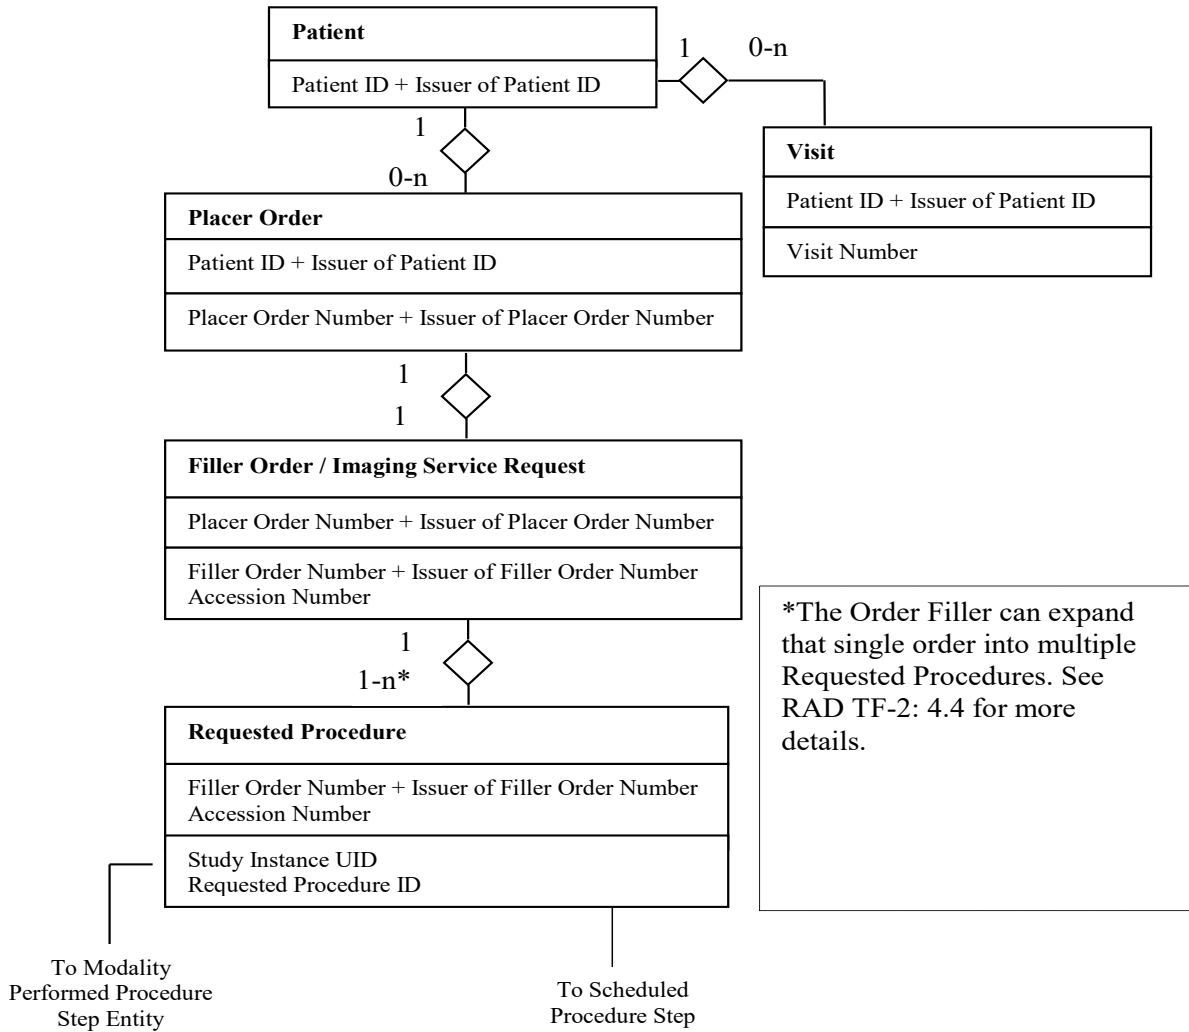 Patient
Patient ID + Issuer of Patient ID
1
0-n
1
0-n
Visit
Patient ID + Issuer of Patient ID
Visit Number
Placer Order
Patient ID + Issuer of Patient ID
Placer Order Number + Issuer of Placer Order Number
1
1
Filler Order / Imaging Service Request
Placer Order Number + Issuer of Placer Order Number
Filler Order Number + Issuer of Filler Order Number
Accession Number
1
1-n*
*The Order Filler can expand
that single order into multiple
Requested Procedures. See
RAD TF-2: 4.4 for more
details.
Requested Procedure
Filler Order Number + Issuer of Filler Order Number
Accession Number
Study Instance UID
Requested Procedure ID
To Modality
Performed Procedure
Step Entity
To Scheduled
Procedure Step